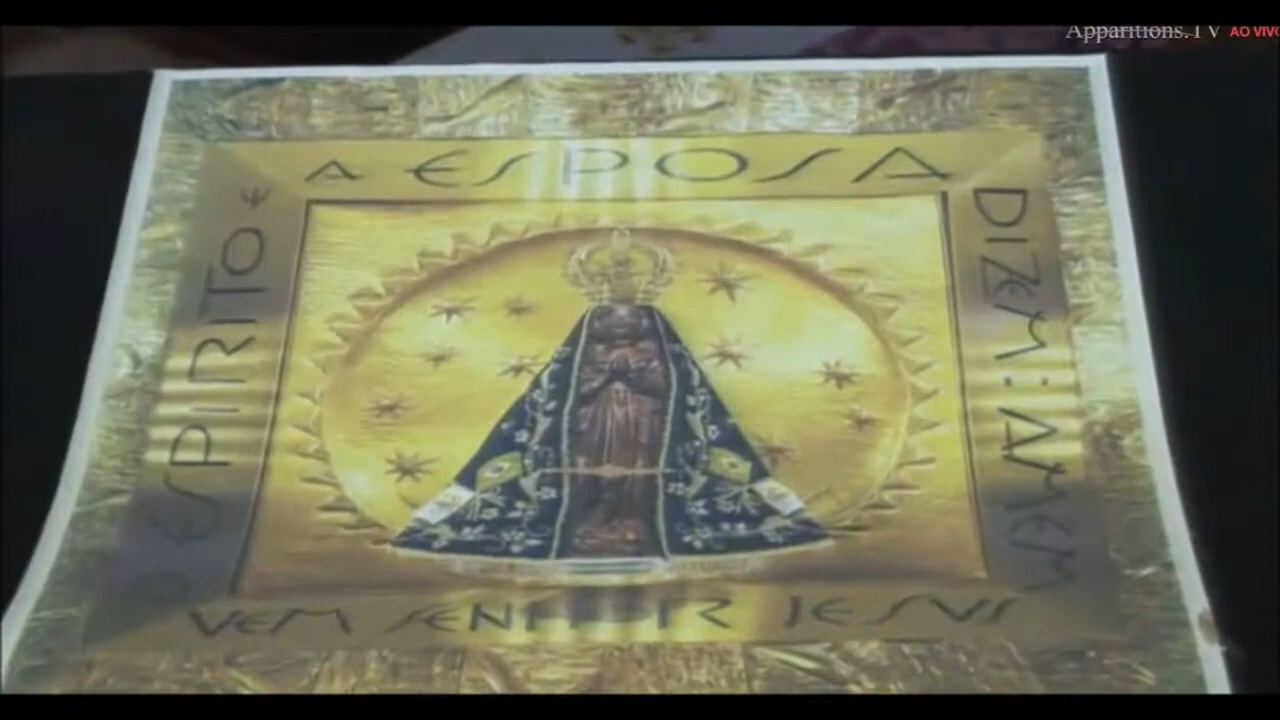 Apparitions.TV AO VIVO
O ESPIRITO E
A ESPOSA
DIZEM: AMEM
VEM SENHOR JESUS